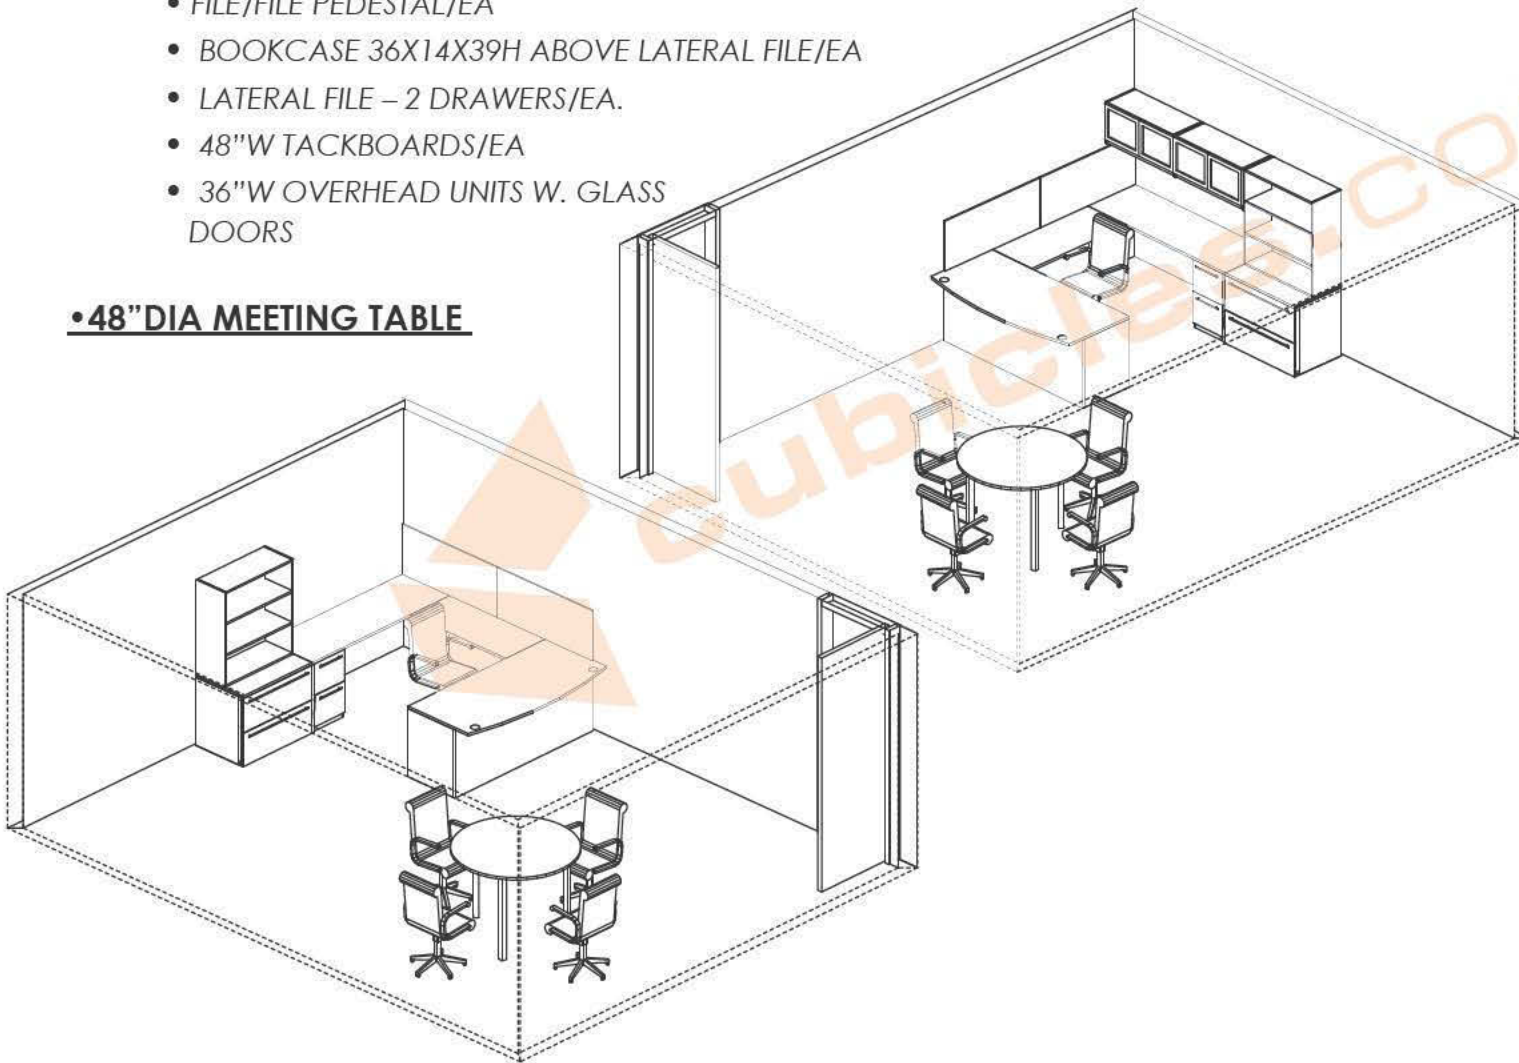 • FILE/FILE PEDESTAL/EA
• BOOKCASE 36X14X39H ABOVE LATERAL FILE/EA
• LATERAL FILE – 2 DRAWERS/EA.
• 48”W TACKBOARDS/EA
• 36”W OVERHEAD UNITS W. GLASS
DOORS
•48”DIA MEETING TABLE
cubicles.co